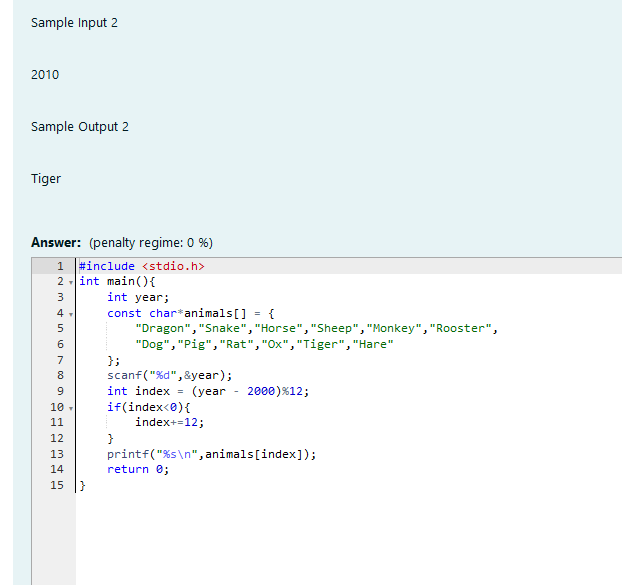 Sample Input 2
2010
Sample Output 2
Tiger
Answer: (penalty regime: 0 %)
1 #include <stdio.h>
2 int main(){
3     int year;
4     const char*animals[] = {
5         "Dragon","Snake","Horse","Sheep","Monkey","Rooster",
6         "Dog","Pig","Rat","Ox","Tiger","Hare"
7     };
8     scanf("%d",&year);
9     int index = (year - 2000)%12;
10     if(index<0){
11         index+=12;
12     }
13     printf("%s\n",animals[index]);
14     return 0;
15 }